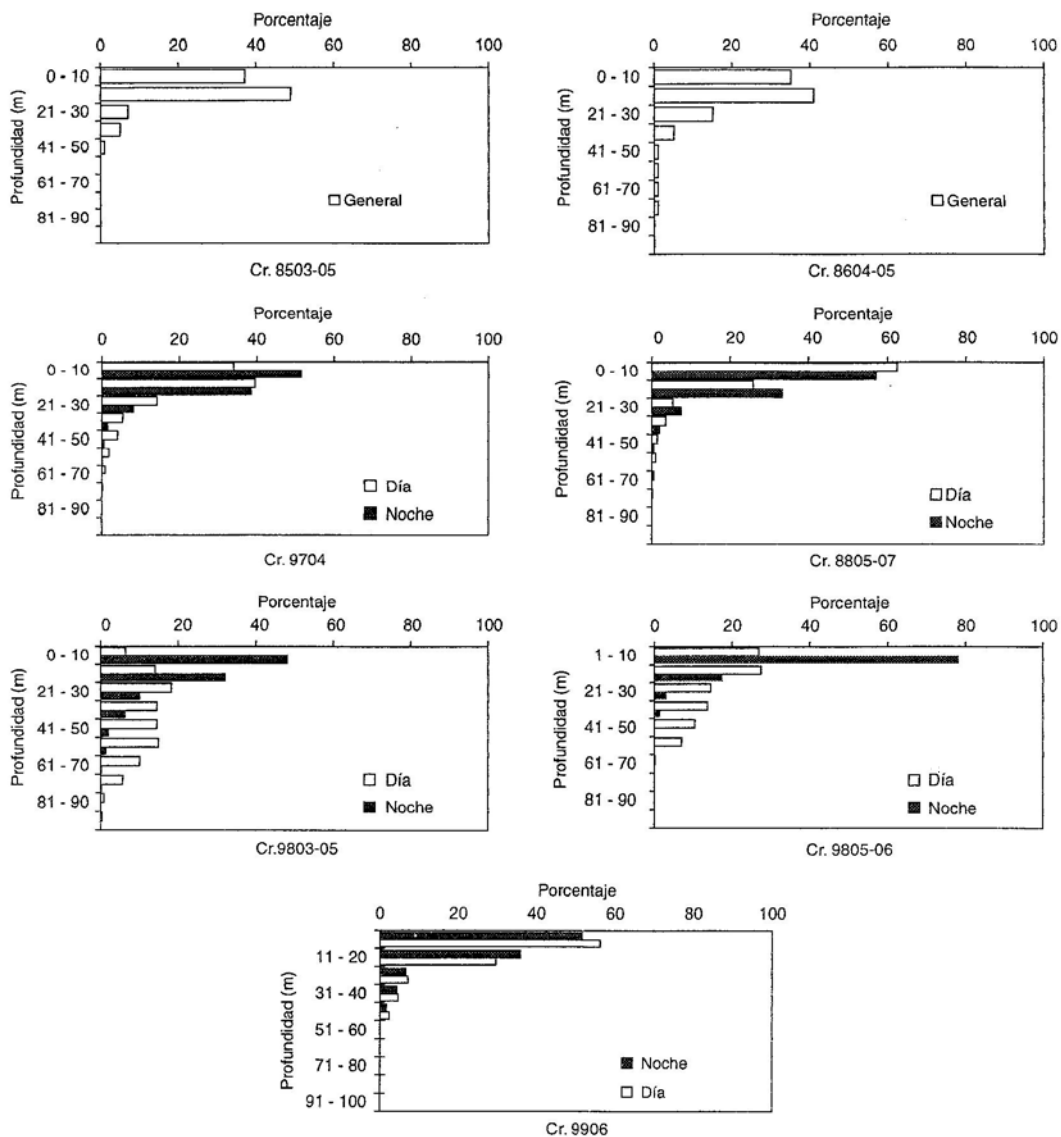 Porcentaje
0 20 40 60 80 100
Profundidad (m)
0 - 10
21 - 30
41 - 50
61 - 70
81 - 90
General
Cr. 8503-05
Porcentaje
0 20 40 60 80 100
Profundidad (m)
0 - 10
21 - 30
41 - 50
61 - 70
81 - 90
General
Cr. 8604-05
Porcentaje
0 20 40 60 80 100
Profundidad (m)
0 - 10
21 - 30
41 - 50
61 - 70
81 - 90
Día
Noche
Cr. 9704
Porcentaje
0 20 40 60 80 100
Profundidad (m)
0 - 10
21 - 30
41 - 50
61 - 70
81 - 90
Día
Noche
Cr. 8805-07
Porcentaje
0 20 40 60 80 100
Profundidad (m)
0 - 10
21 - 30
41 - 50
61 - 70
81 - 90
Día
Noche
Cr.9803-05
Porcentaje
0 20 40 60 80 100
Profundidad (m)
1 - 10
21 - 30
41 - 50
61 - 70
81 - 90
Día
Noche
Cr. 9805-06
Porcentaje
0 20 40 60 80 100
Profundidad (m)
11 - 20
31 - 40
51 - 60
71 - 80
91 - 100
Noche
Día
Cr. 9906